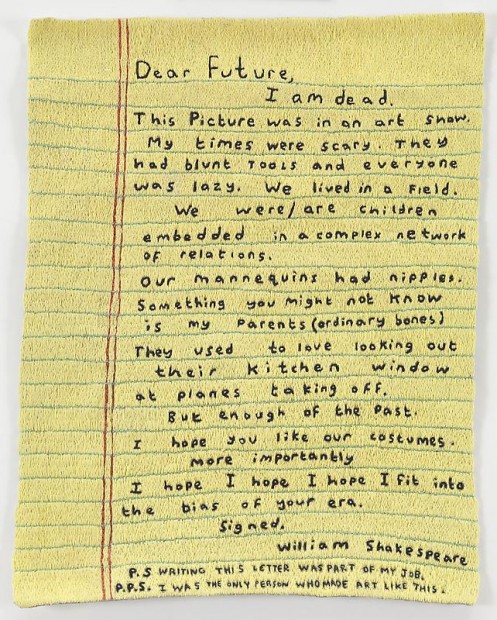 Dear Future,
I am dead.
This Picture was in an art show.
My times were scary. They
had blunt Tools and everyone
was lazy. We lived in a Field.
We were/are children
embedded in a complex network
of relations.
our mannequins had nipples.
Something you might not know
is my Parents (ordinary bones)
They used to love looking out
their kitchen window
at planes taking off.
But enough of the Past.
I hope you like our costumes.
more importantly
I hope I hope I hope I fit into
the bias of your era.
Signed.
William Shakespeare
P.S WRITING THIS LETTER WAS PART OF MY JOB.
P.P.S. I WAS THE ONLY PERSON WHO MADE ART LIKE THIS.